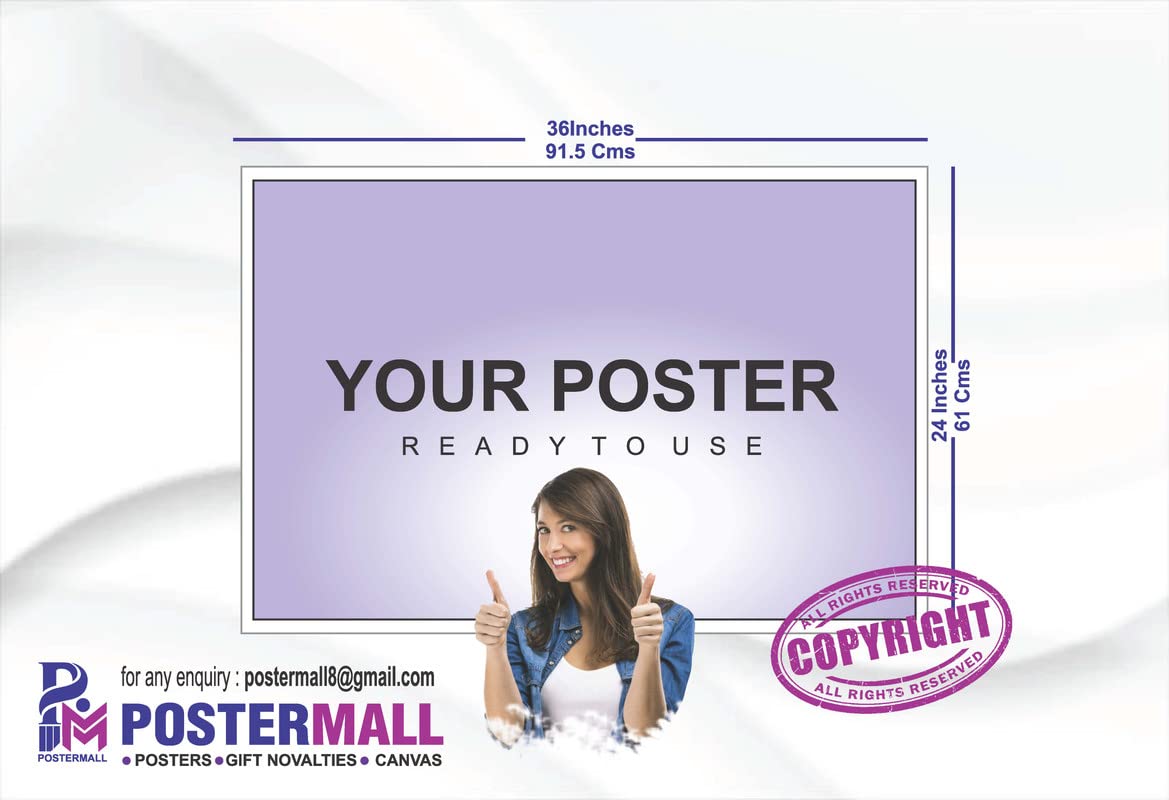 36Inches
91.5 Cms
24 Inches
61 Cms
YOUR POSTER
READY TO USE
ALL RIGHTS RESERVED
COPYRIGHT
ALL RIGHTS RESERVED
for any enquiry : postermall8@gmail.com
PM
POSTERMALL
POSTERMALL
• POSTERS • GIFT NOVALTIES • CANVAS